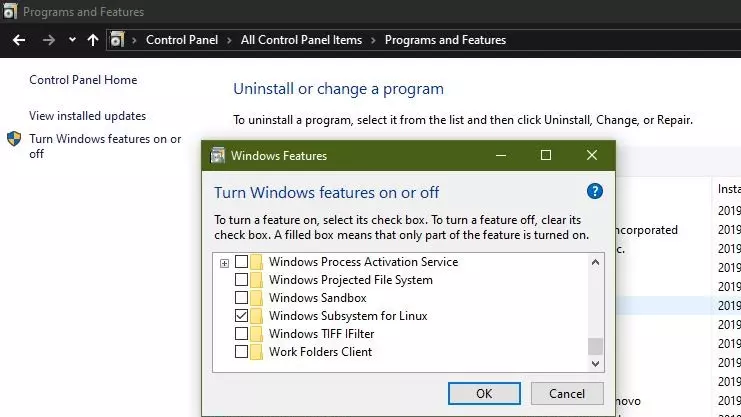 Programs and Features
Control Panel > All Control Panel Items > Programs and Features
Control Panel Home
View installed updates
Turn Windows features on or
off
Uninstall or change a program
To uninstall a program, select it from the list and then click Uninstall, Change, or Repair.
Windows Features
Turn Windows features on or off
To turn a feature on, select its check box. To turn a feature off, clear its
check box. A filled box means that only part of the feature is turned on.
Windows Process Activation Service
Windows Projected File System
Windows Sandbox
Windows Subsystem for Linux
Windows TIFF IFilter
Work Folders Client
OK Cancel
Insta
2019
ncorporated 2019
c. 2019
2019
2019
2019
2019
2019
2019
2019
novo 2019
2019